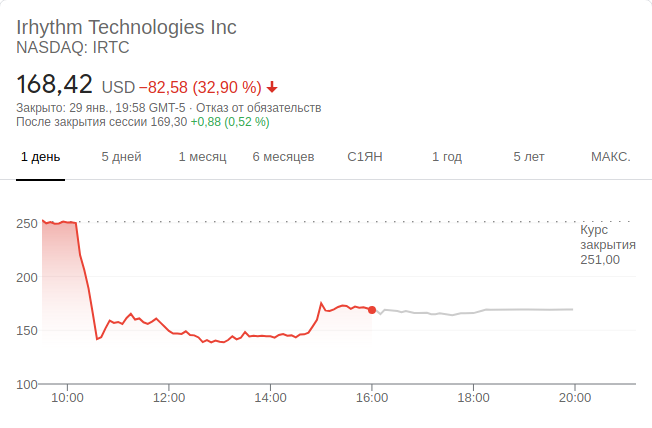 Irhythm Technologies Inc
NASDAQ: IRTC
168,42 USD −82,58 (32,90 %)
Закрыто: 29 янв., 19:58 GMT-5 · Отказ от обязательств
После закрытия сессии 169,30 +0,88 (0,52 %)
1 день 5 дней 1 месяц 6 месяцев С1ЯН 1 год 5 лет МАКС.
250
Курс
закрытия
251,00
200
150
100
10:00 12:00 14:00 16:00 18:00 20:00